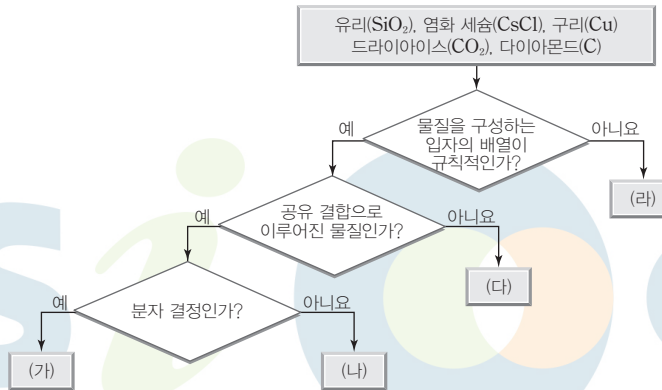 유리(SiO₂), 염화 세슘(CsCl), 구리(Cu)
드라이아이스(CO₂), 다이아몬드(C)
물질을 구성하는
입자의 배열이
규칙적인가?
예
아니요
(라)
공유 결합으로
이루어진 물질인가?
예
아니요
(다)
분자 결정인가?
예
아니요
(가)
(나)